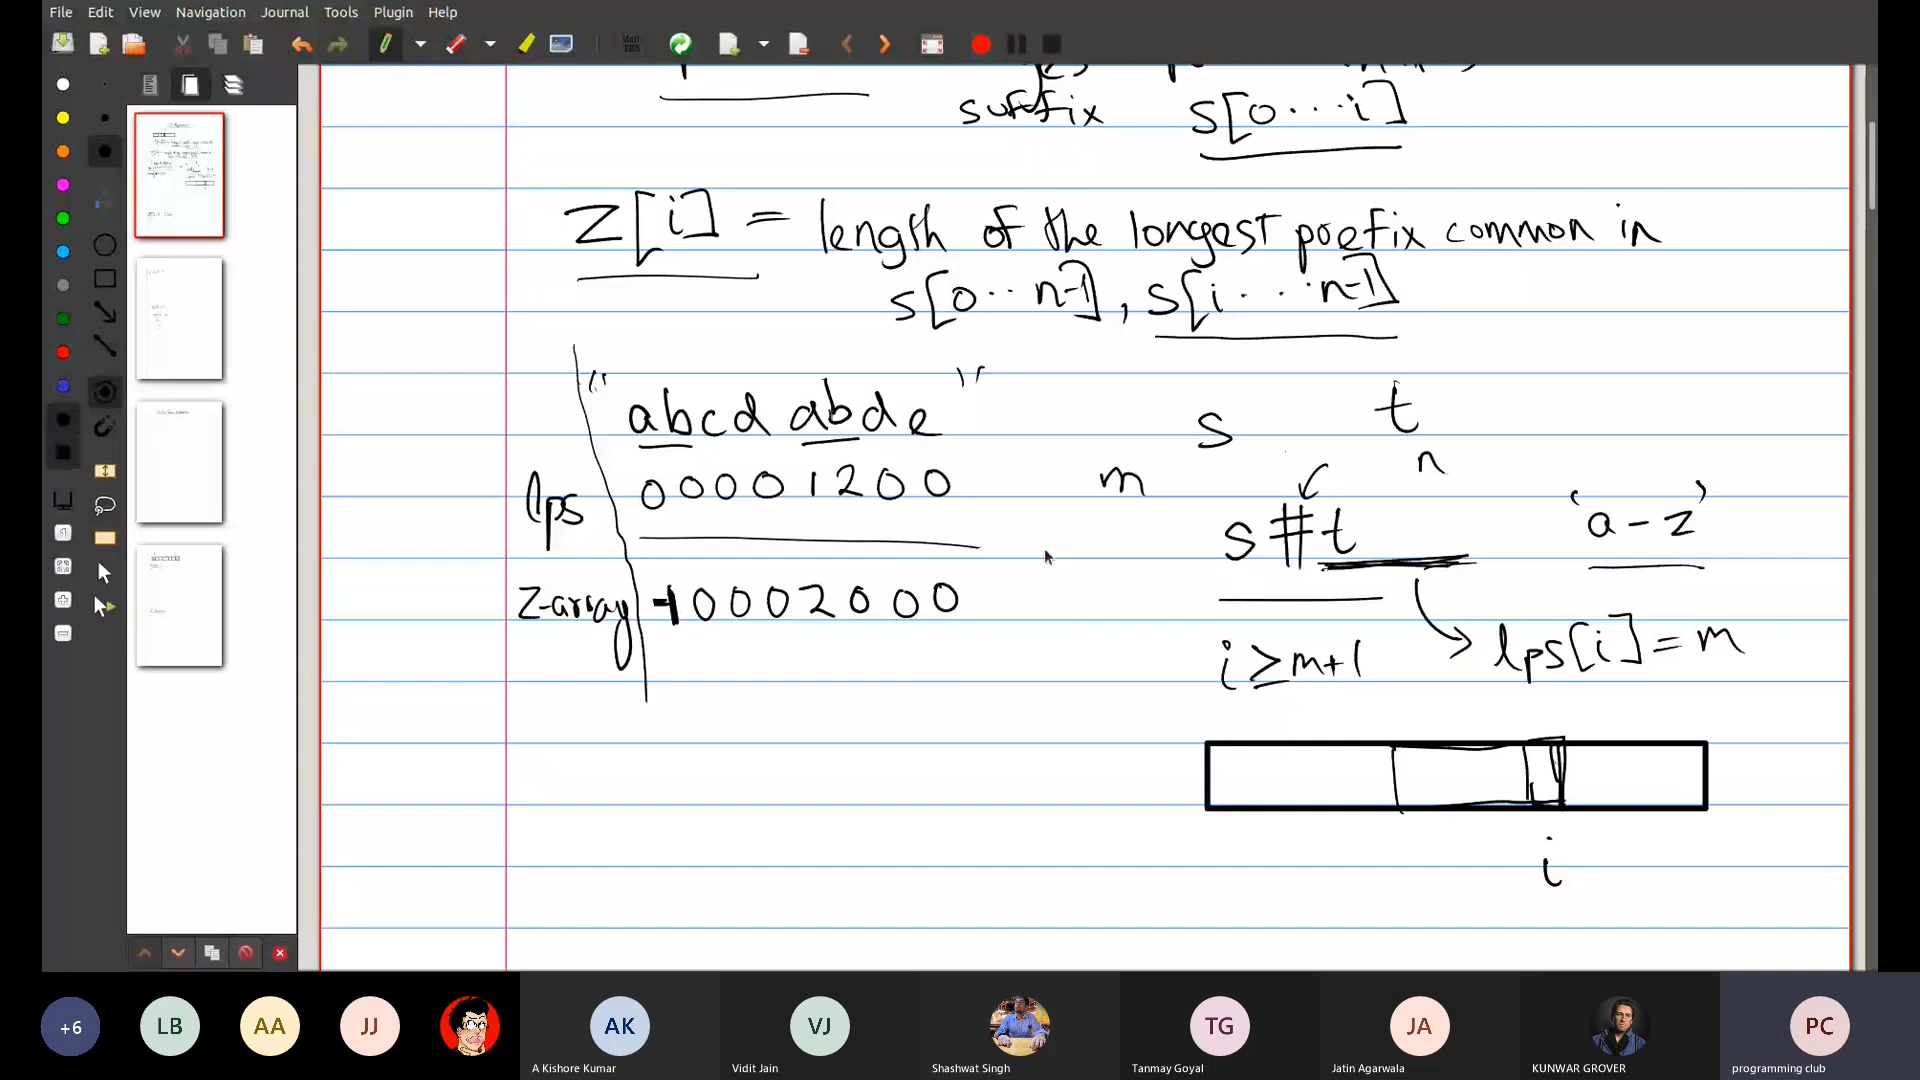 File Edit View Navigation Journal Tools Plugin Help
suffix s[0...i]
z[i] = length of the longest prefix common in
s[0..n-1], s[i...n-1]
"abcdabde"
s t
lps 00001200
m n
s#t 'a-z'
z-array -10002000
i≥m+1 lps[i]=m
i
+6 LB AA JJ AK VJ TG JA PC
A Kishore Kumar Vidit Jain Shashwat Singh Tanmay Goyal Jatin Agarwala KUNWAR GROVER programming club